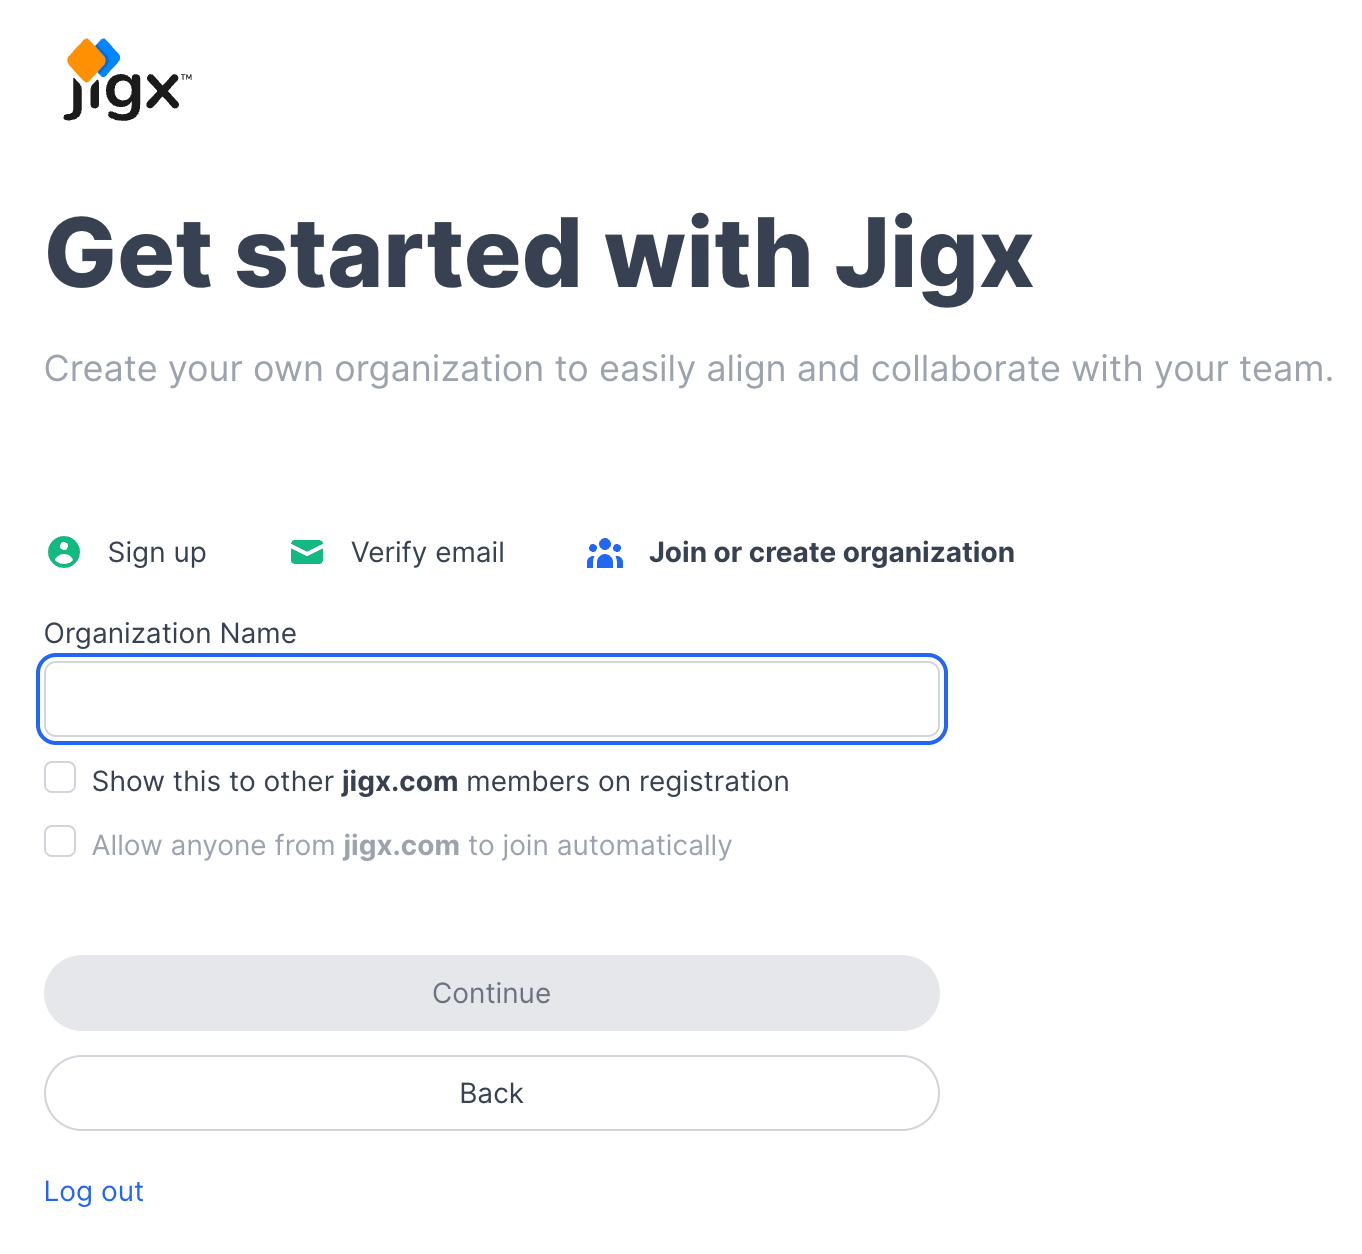 jigx™
Get started with Jigx
Create your own organization to easily align and collaborate with your team.
Sign up Verify email Join or create organization
Organization Name
Show this to other jigx.com members on registration
Allow anyone from jigx.com to join automatically
Continue
Back
Log out